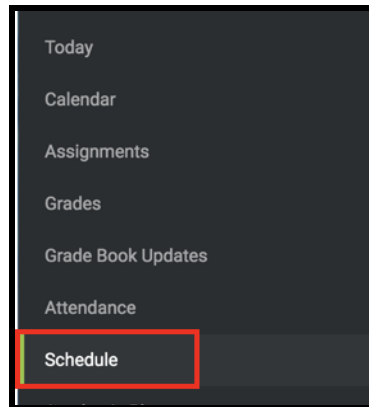 Today
Calendar
Assignments
Grades
Grade Book Updates
Attendance
Schedule